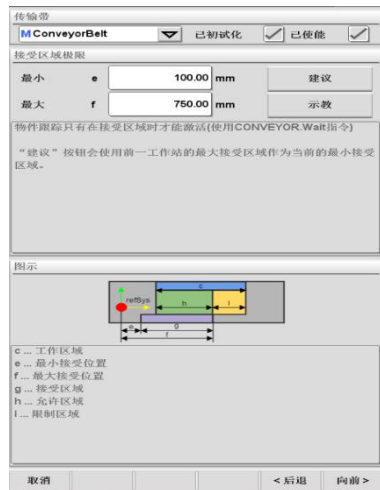 传输带
M ConveyorBelt 已初试化 已使能
接受区域极限
最小 e 100.00 mm 建议
最大 f 750.00 mm 示教
物件跟踪只有在接受区域时才能激活(使用CONVEYOR.Wait指令)
“建议”按钮会使用前一工作站的最大接受区域作为当前的最小接受
区域。
图示
c
refSys h i
e g
f
c ... 工作区域
e ... 最小接受位置
f ... 最大接受位置
g ... 接受区域
h ... 允许区域
i ... 限制区域
取消 < 后退 向前 >